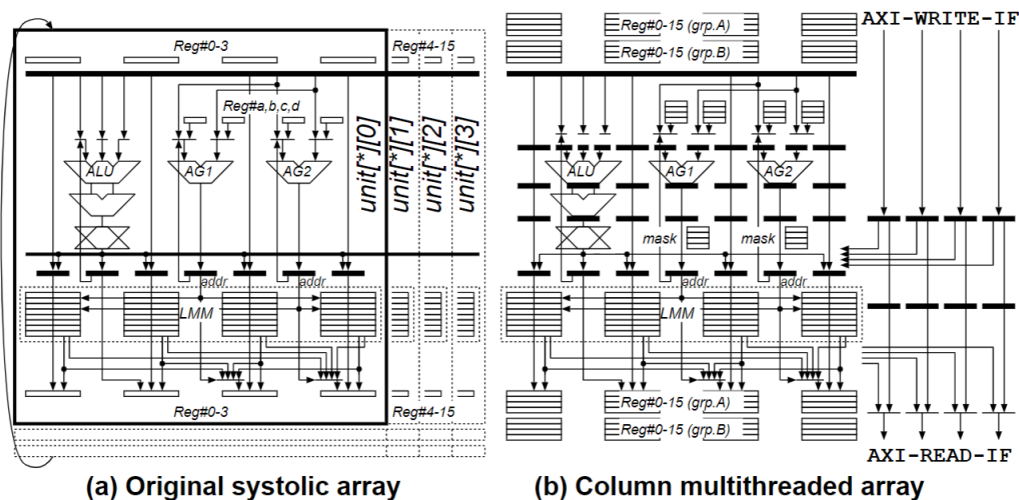 Reg#0-3
Reg#4-15
Reg#a,b,c,d
ALU
AG1
AG2
unit[*][0]
unit[*][1]
unit[*][2]
unit[*][3]
addr
addr
LMM
Reg#0-3
Reg#4-15
(a) Original systolic array
Reg#0-15 (grp.A)
Reg#0-15 (grp.B)
AXI-WRITE-IF
ALU
AG1
AG2
mask
mask
addr
addr
LMM
Reg#0-15 (grp.A)
Reg#0-15 (grp.B)
AXI-READ-IF
(b) Column multithreaded array